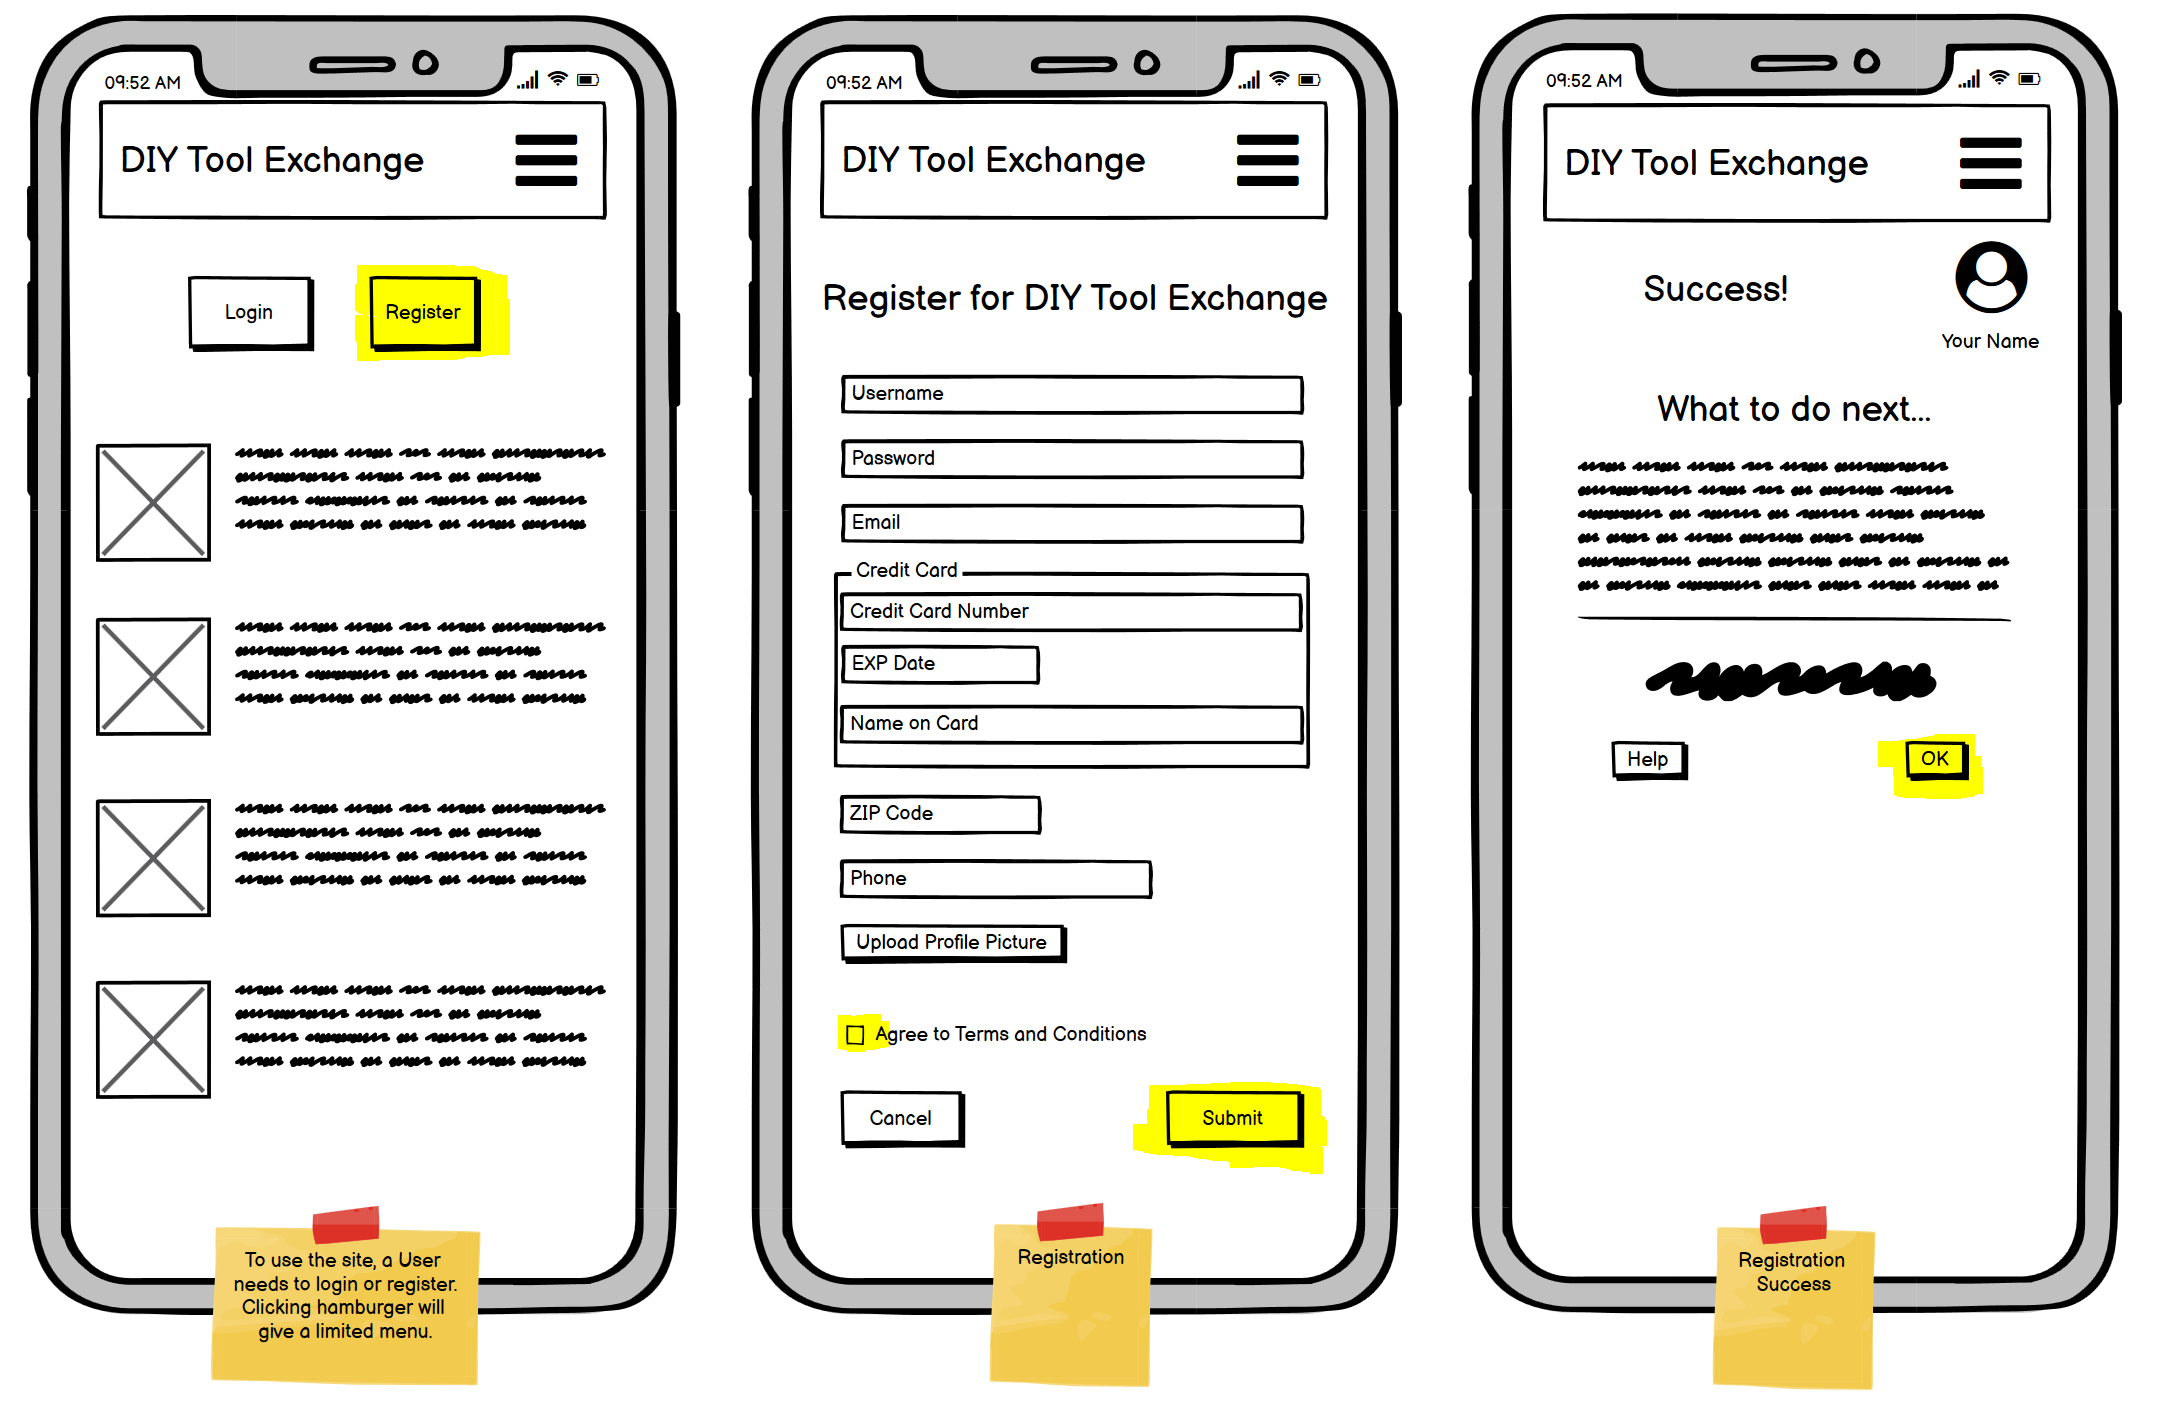 09:52 AM
DIY Tool Exchange
Login
Register
To use the site, a User
needs to login or register.
Clicking hamburger will
give a limited menu.
09:52 AM
DIY Tool Exchange
Register for DIY Tool Exchange
Username
Password
Email
Credit Card
Credit Card Number
EXP Date
Name on Card
ZIP Code
Phone
Upload Profile Picture
Agree to Terms and Conditions
Cancel
Submit
Registration
09:52 AM
DIY Tool Exchange
Success!
Your Name
What to do next...
Help
OK
Registration
Success